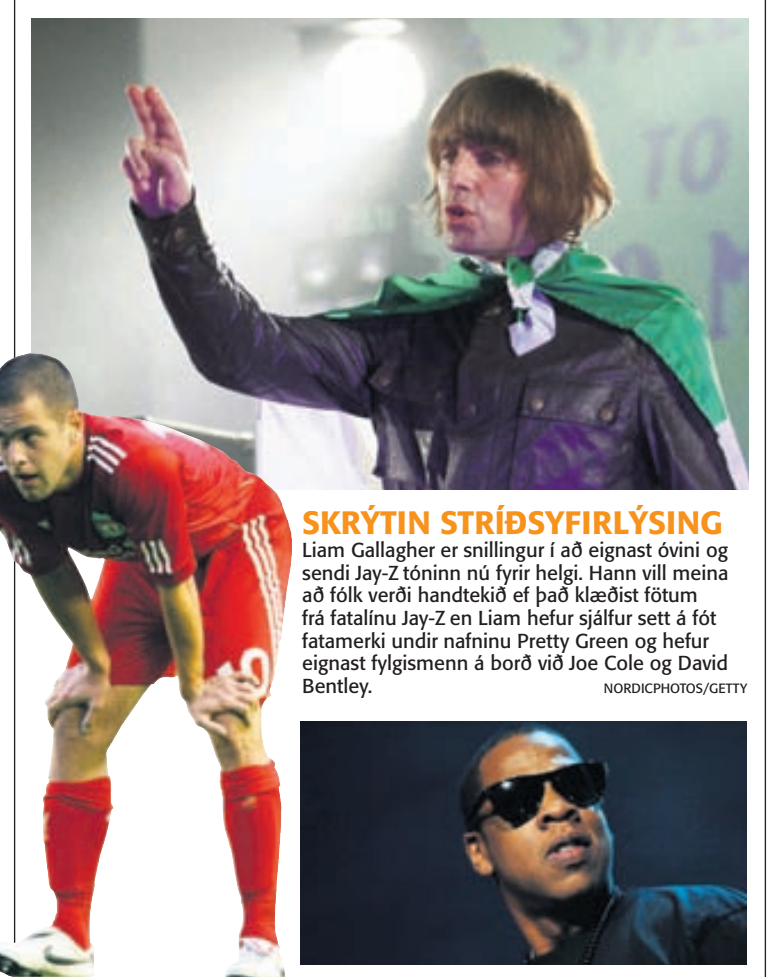 TO
SKRÝTIN STRÍÐSYFIRLÝSING
Liam Gallagher er snillingur í að eignast óvini og
sendi Jay-Z tóninn nú fyrir helgi. Hann vill meina
að fólk verði handtekið ef það klæðist fötum
frá fatalínu Jay-Z en Liam hefur sjálfur sett á fót
fatamerki undir nafninu Pretty Green og hefur
eignast fylgismenn á borð við Joe Cole og David
Bentley.
NORDICPHOTOS/GETTY